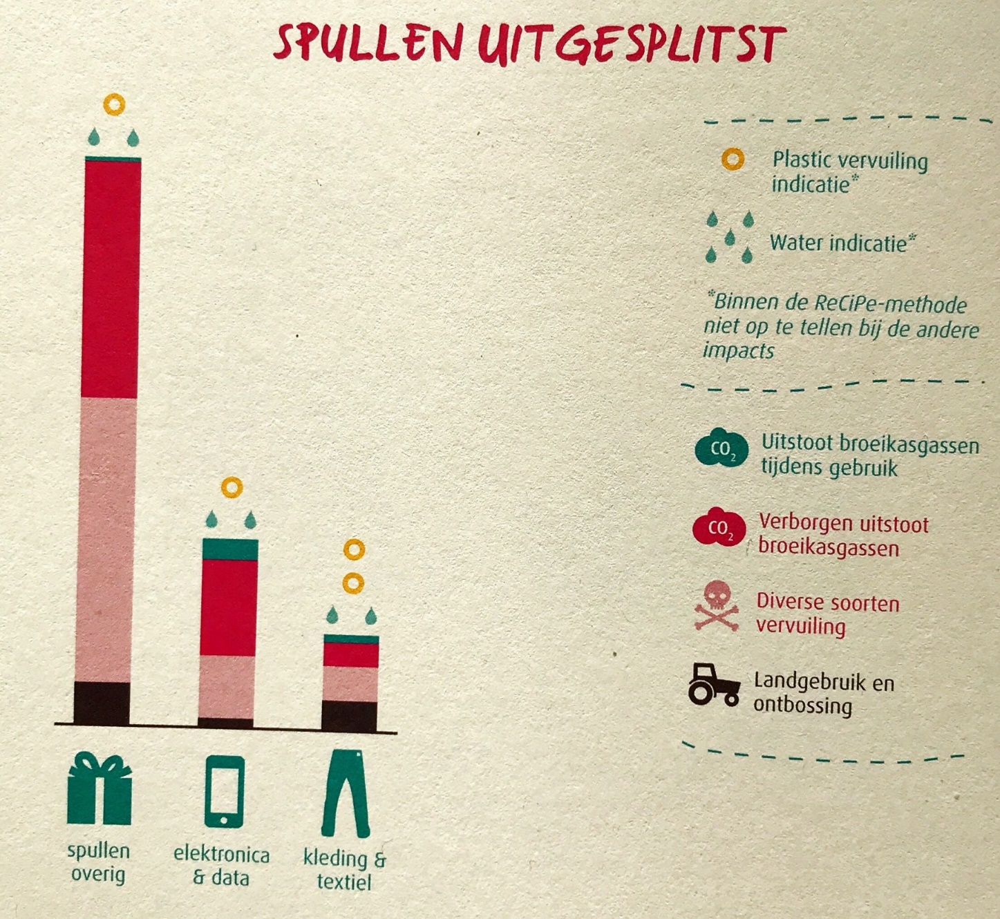 SPULLEN UITGESPLITST
Plastic vervuiling
indicatie*
Water indicatie*
*Binnen de ReCiPe-methode
niet op te tellen bij de andere
impacts
CO₂
Uitstoot broeikasgassen
tijdens gebruik
CO₂
Verborgen uitstoot
broeikasgassen
Diverse soorten
vervuiling
Landgebruik en
ontbossing
spullen
overig
elektronica
& data
kleding &
textiel